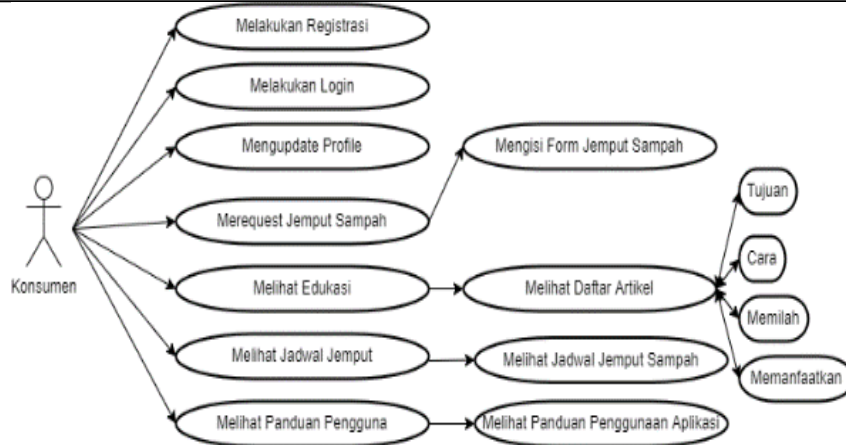 Melakukan Registrasi
Melakukan Login
Mengupdate Profile
Mengisi Form Jemput Sampah
Tujuan
Merequest Jemput Sampah
Cara
Konsumen
Melihat Edukasi
Melihat Daftar Artikel
Memilah
Melihat Jadwal Jemput
Melihat Jadwal Jemput Sampah
Memanfaatkan
Melihat Panduan Pengguna
Melihat Panduan Penggunaan Aplikasi